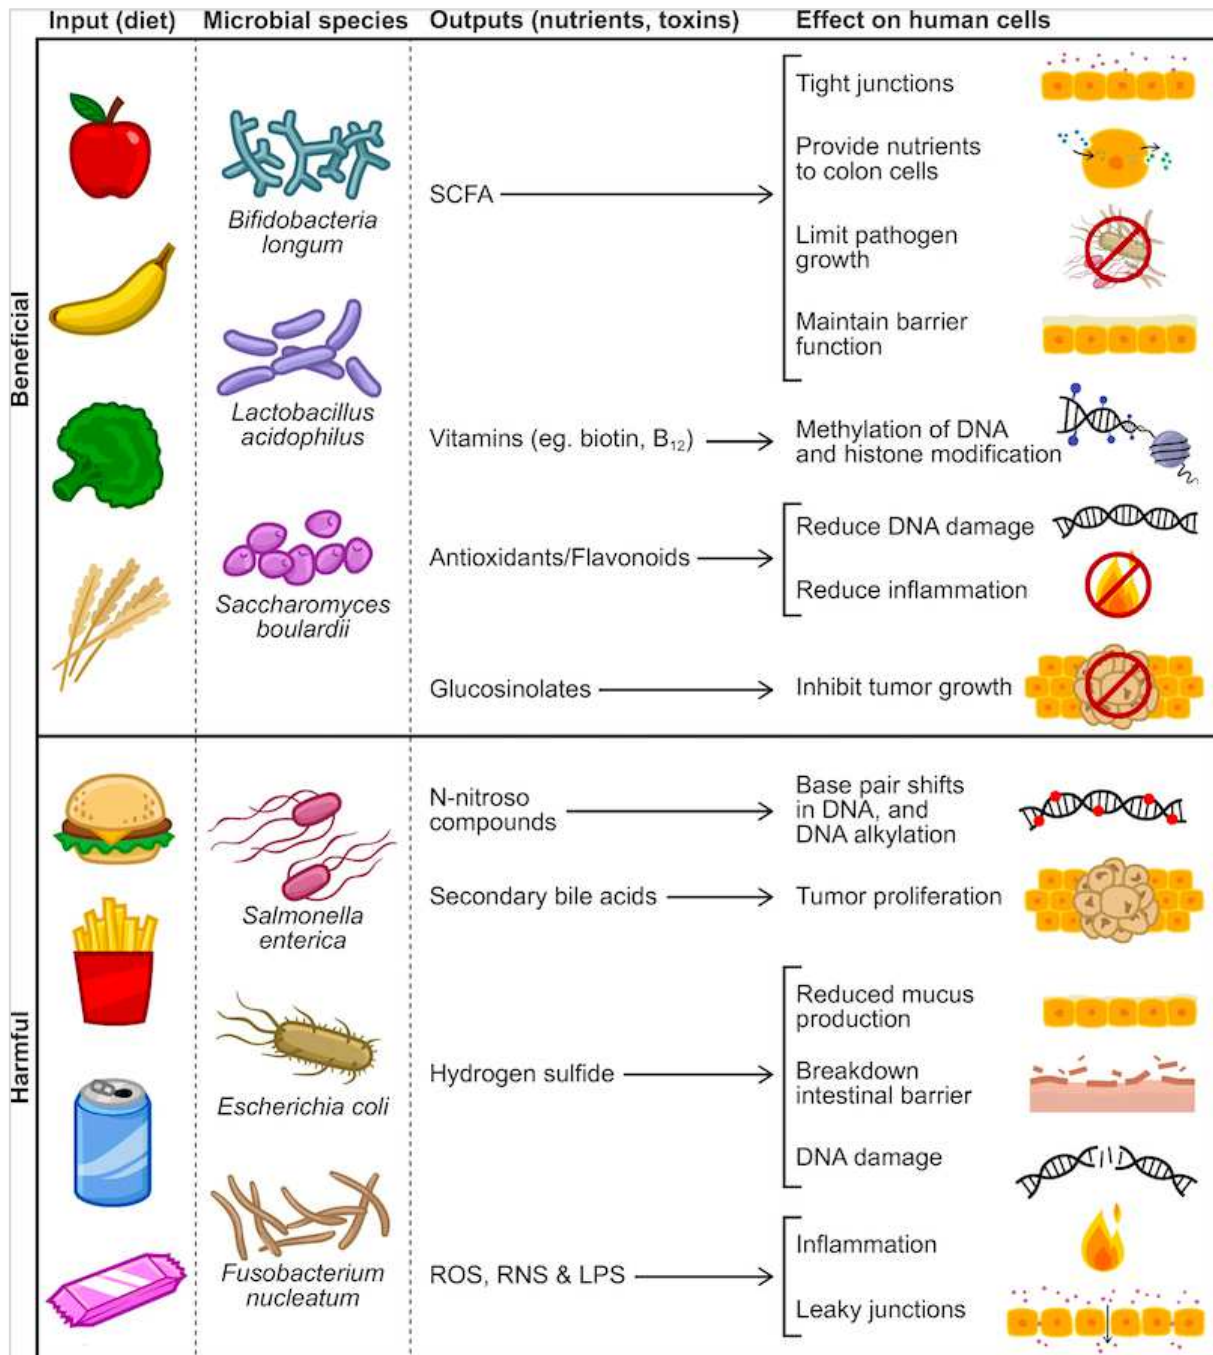 Input (diet)
Microbial species
Outputs (nutrients, toxins)
Effect on human cells
Beneficial
Bifidobacteria
longum
Lactobacillus
acidophilus
Saccharomyces
boulardii
SCFA
Tight junctions
Provide nutrients
to colon cells
Limit pathogen
growth
Maintain barrier
function
Vitamins (eg. biotin, B₁₂)
Methylation of DNA
and histone modification
Antioxidants/Flavonoids
Reduce DNA damage
Reduce inflammation
Glucosinolates
Inhibit tumor growth
Harmful
Salmonella
enterica
Escherichia coli
Fusobacterium
nucleatum
N-nitroso
compounds
Base pair shifts
in DNA, and
DNA alkylation
Secondary bile acids
Tumor proliferation
Hydrogen sulfide
Reduced mucus
production
Breakdown
intestinal barrier
DNA damage
ROS, RNS & LPS
Inflammation
Leaky junctions